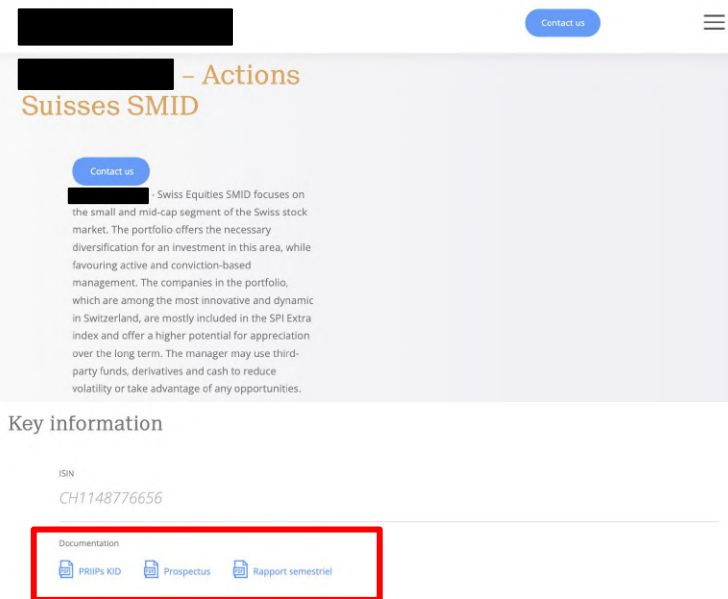 Contact us
– Actions
Suisses SMID
Contact us
- Swiss Equities SMID focuses on
the small and mid-cap segment of the Swiss stock
market. The portfolio offers the necessary
diversification for an investment in this area, while
favouring active and conviction-based
management. The companies in the portfolio,
which are among the most innovative and dynamic
in Switzerland, are mostly included in the SPI Extra
index and offer a higher potential for appreciation
over the long term. The manager may use third-
party funds, derivatives and cash to reduce
volatility or take advantage of any opportunities.
Key information
ISIN
CH1148776656
Documentation
PDF PRIIPs KID PDF Prospectus PDF Rapport semestriel